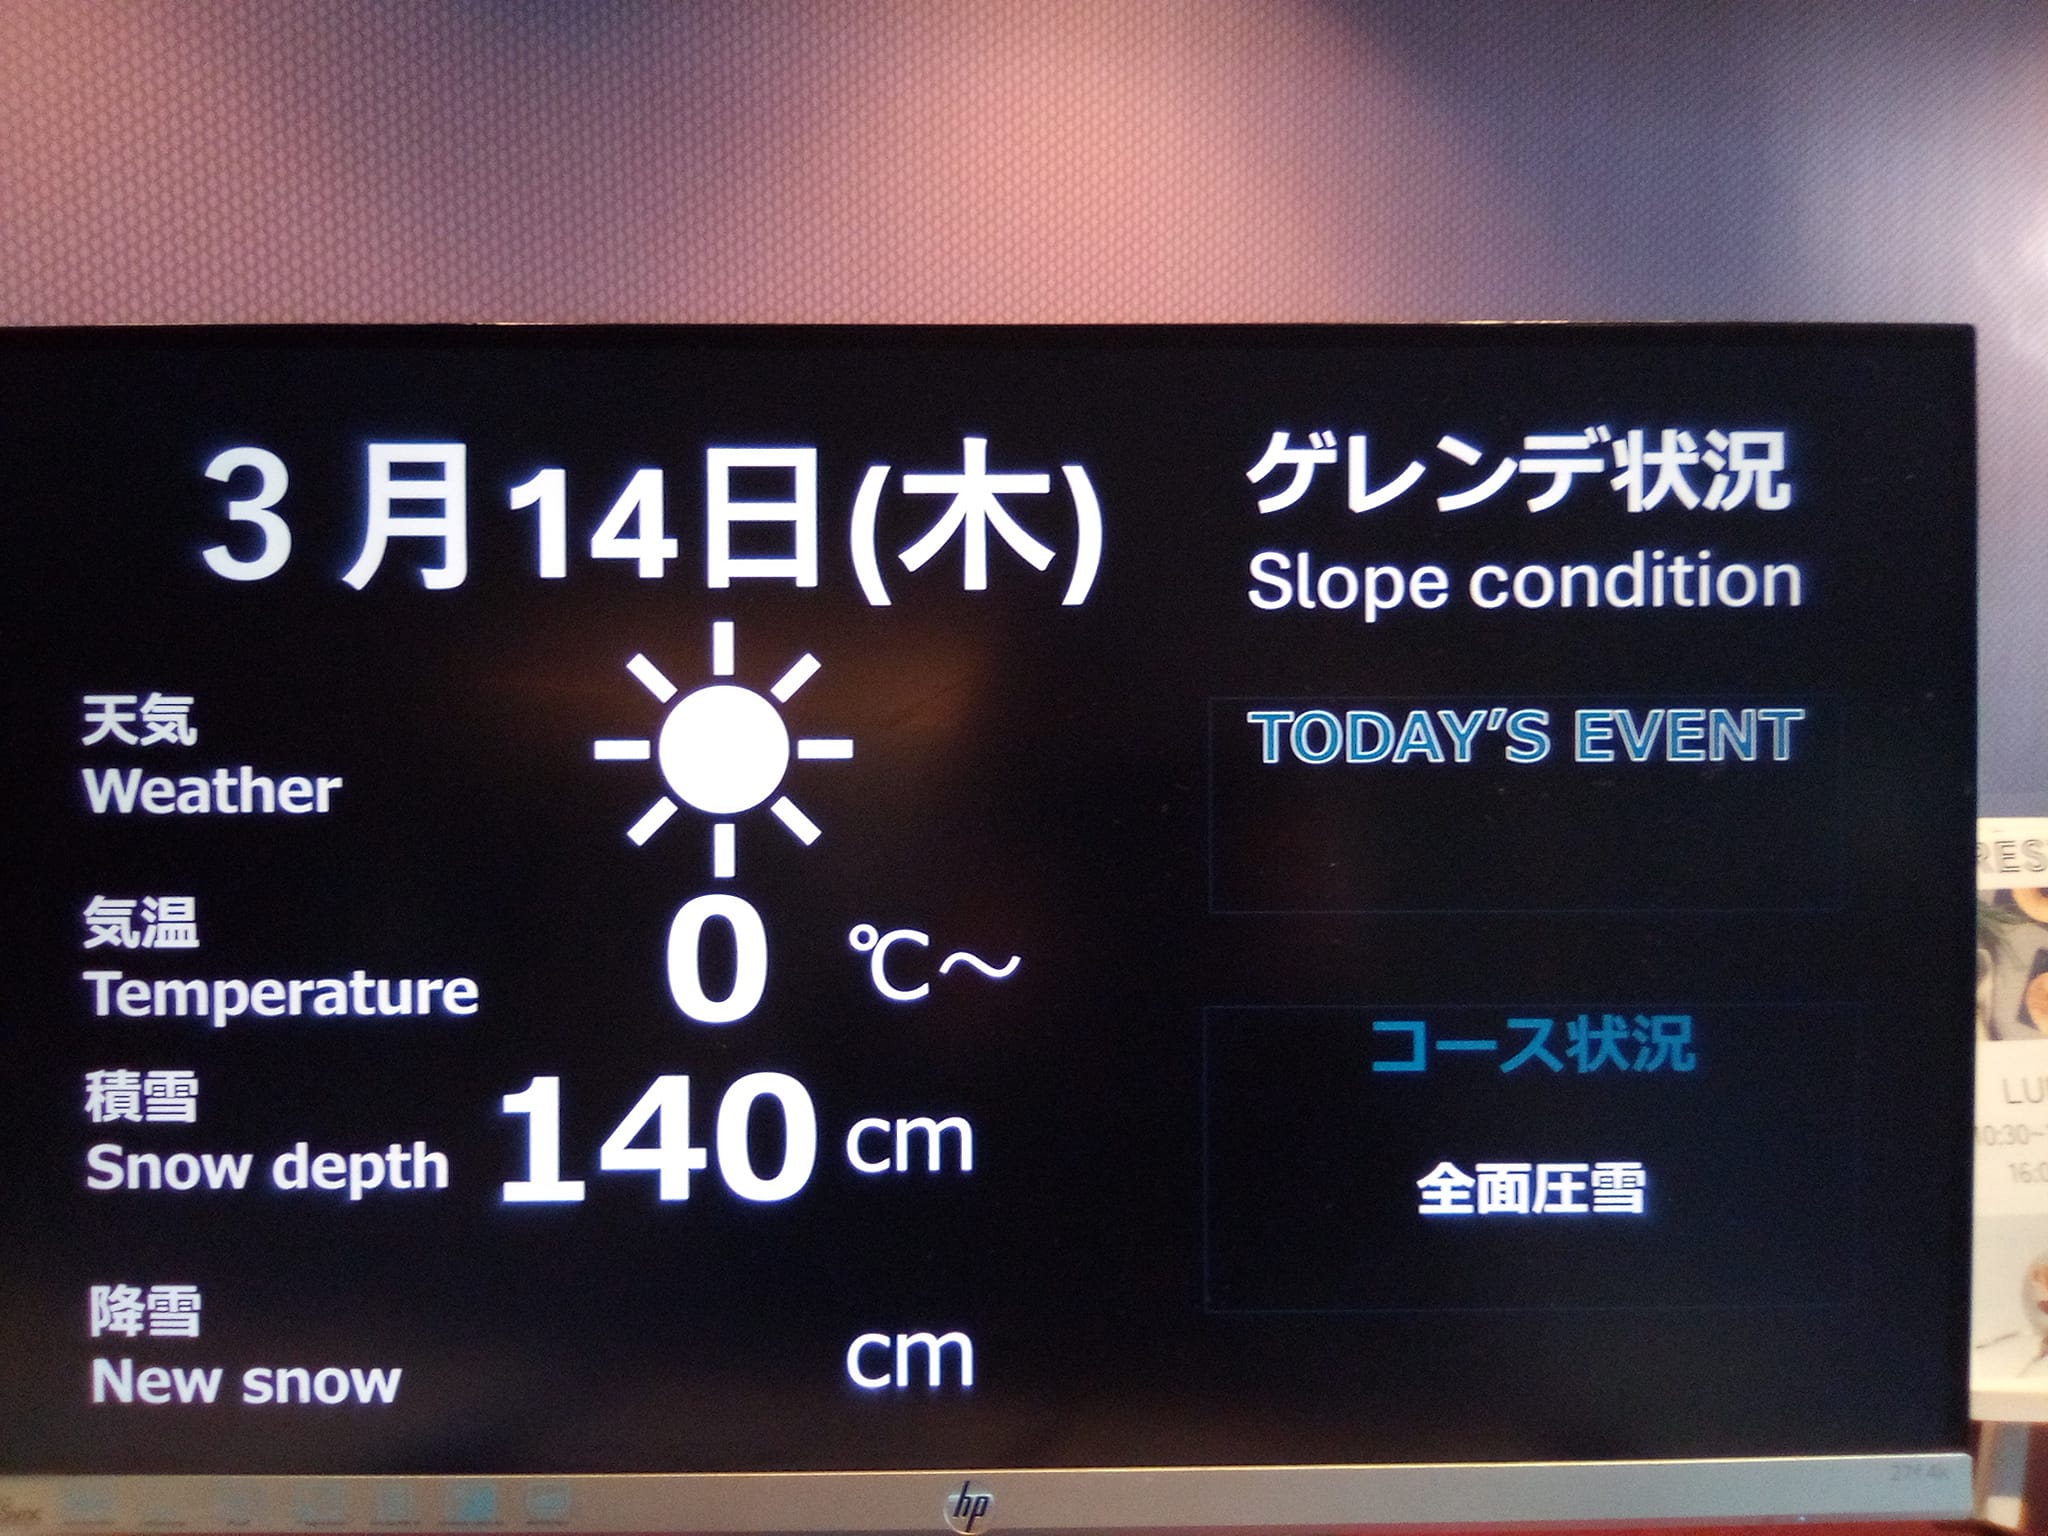 3月14日(木)
天気
Weather
気温
Temperature
0 ℃～
積雪
Snow depth
140 cm
降雪
New snow
cm
ゲレンデ状況
Slope condition
TODAY'S EVENT
コース状況
全面圧雪
hp
27f 4k